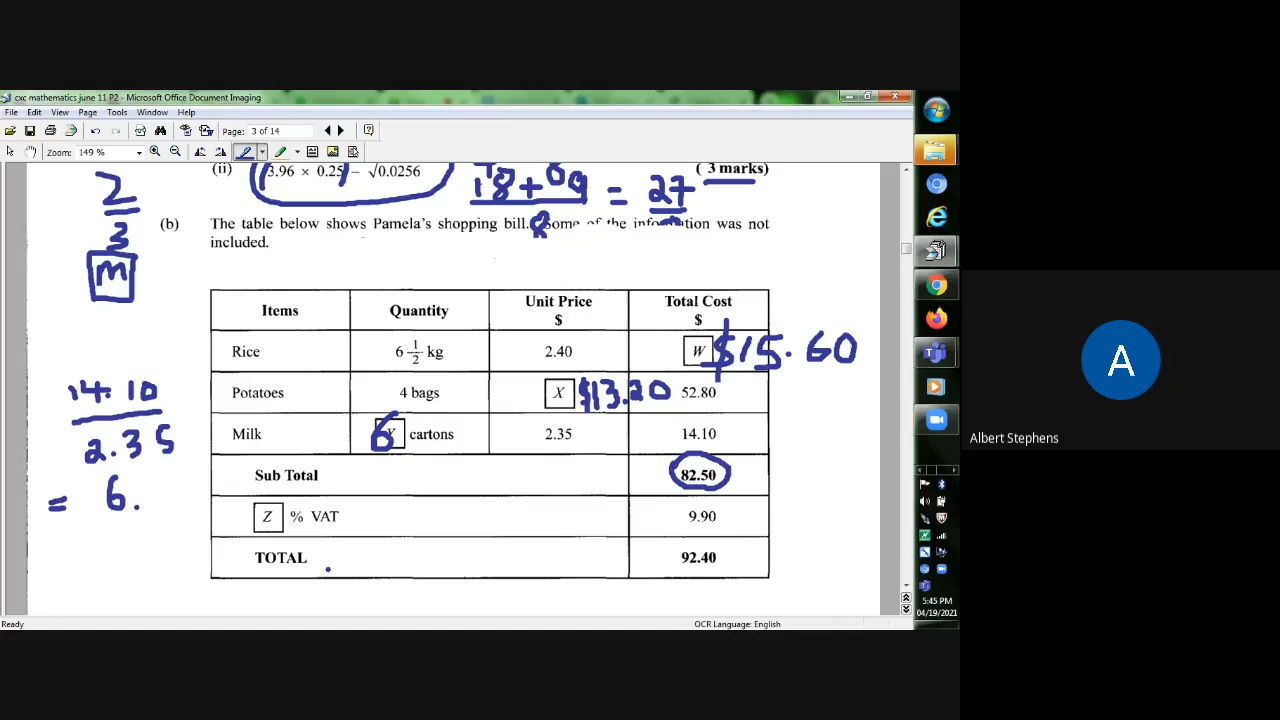 cxc mathematics june 11 P2 - Microsoft Office Document Imaging
File Edit View Page Tools Window Help
Page: 3 of 14
Zoom: 149 %
(ii) 3.96 × 0.25 − √0.0256 (3 marks)
18 + 09 = 27
8
2
3
m
(b) The table below shows Pamela's shopping bill. Some of the information was not
included.
Items Quantity Unit Price $ Total Cost $
Rice 6 1/2 kg 2.40 W $15.60
Potatoes 4 bags X $13.20 52.80
Milk 6 cartons 2.35 14.10
Sub Total 82.50
Z % VAT 9.90
TOTAL 92.40
14.10
2.35
= 6.
Ready OCR Language: English
5:45 PM
04/19/2021
A
Albert Stephens